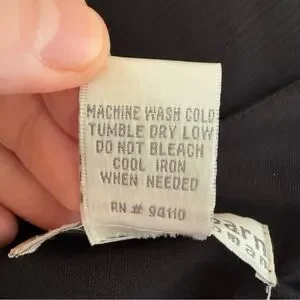 MACHINE WASH COLD
TUMBLE DRY LOW
DO NOT BLEACH
COOL IRON
WHEN NEEDED
RN # 94110